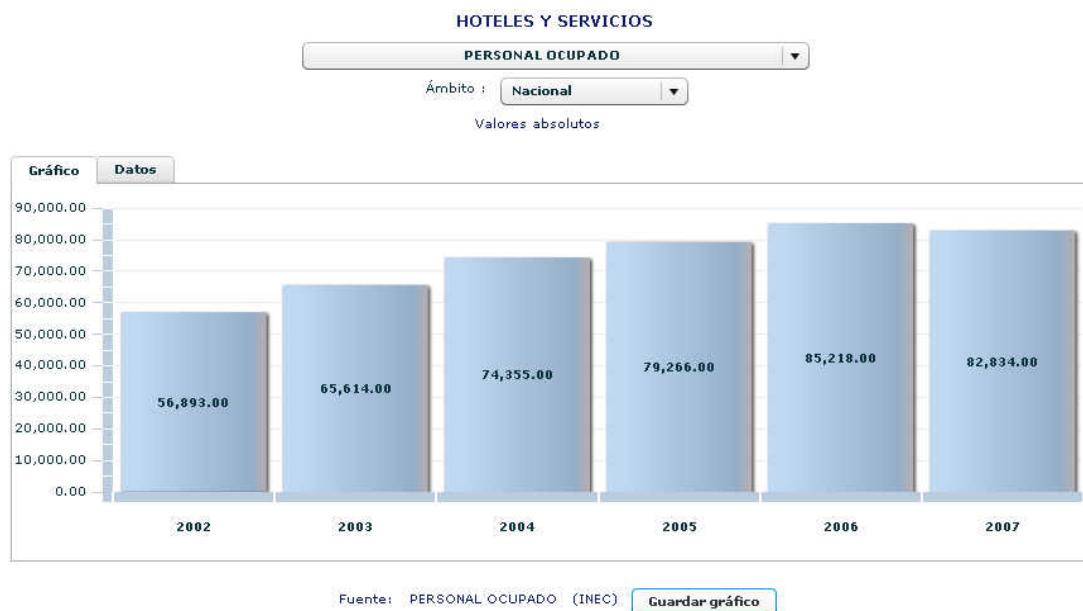 HOTELES Y SERVICIOS
PERSONAL OCUPADO
Ámbito : Nacional
Valores absolutos
Gráfico Datos
90,000.00
80,000.00
70,000.00
60,000.00
50,000.00
40,000.00
30,000.00
20,000.00
10,000.00
0.00
56,893.00 65,614.00 74,355.00 79,266.00 85,218.00 82,834.00
2002 2003 2004 2005 2006 2007
Fuente: PERSONAL OCUPADO (INEC) Guardar gráfico